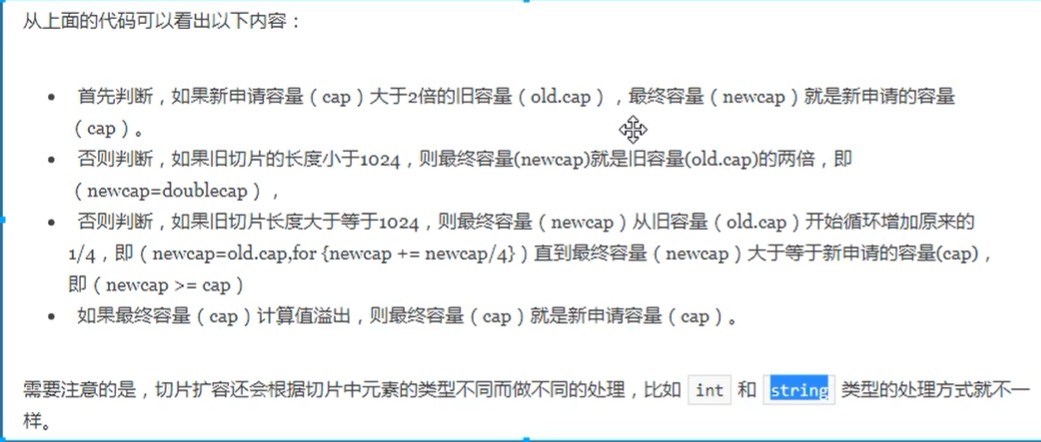 从上面的代码可以看出以下内容：
• 首先判断，如果新申请容量（cap）大于2倍的旧容量（old.cap），最终容量（newcap）就是新申请的容量
（cap）。
• 否则判断，如果旧切片的长度小于1024，则最终容量(newcap)就是旧容量(old.cap)的两倍，即
（newcap=doublecap），
• 否则判断，如果旧切片长度大于等于1024，则最终容量（newcap）从旧容量（old.cap）开始循环增加原来的
1/4，即（newcap=old.cap,for {newcap += newcap/4}）直到最终容量（newcap）大于等于新申请的容量(cap)，
即（newcap >= cap）
• 如果最终容量（cap）计算值溢出，则最终容量（cap）就是新申请容量（cap）。
需要注意的是，切片扩容还会根据切片中元素的类型不同而做不同的处理，比如 int 和 string 类型的处理方式就不一
样。